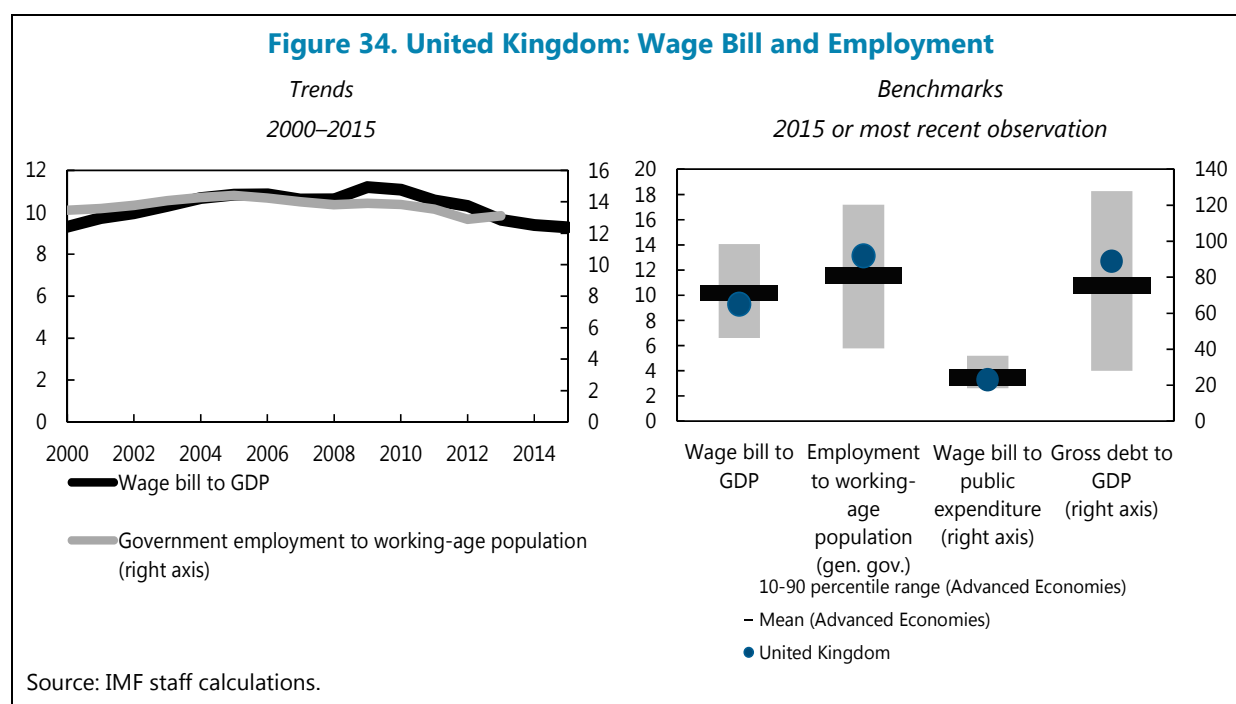 Figure 34. United Kingdom: Wage Bill and Employment
Trends
2000–2015
12
10
8
6
4
2
0
16
14
12
10
8
6
4
2
0
2000 2002 2004 2006 2008 2010 2012 2014
Wage bill to GDP
Government employment to working-age population
(right axis)
Benchmarks
2015 or most recent observation
20
18
16
14
12
10
8
6
4
2
0
140
120
100
80
60
40
20
0
Wage bill to
GDP
Employment
to working-
age
population
(gen. gov.)
Wage bill to
public
expenditure
(right axis)
Gross debt to
GDP
(right axis)
10-90 percentile range (Advanced Economies)
Mean (Advanced Economies)
United Kingdom
Source: IMF staff calculations.